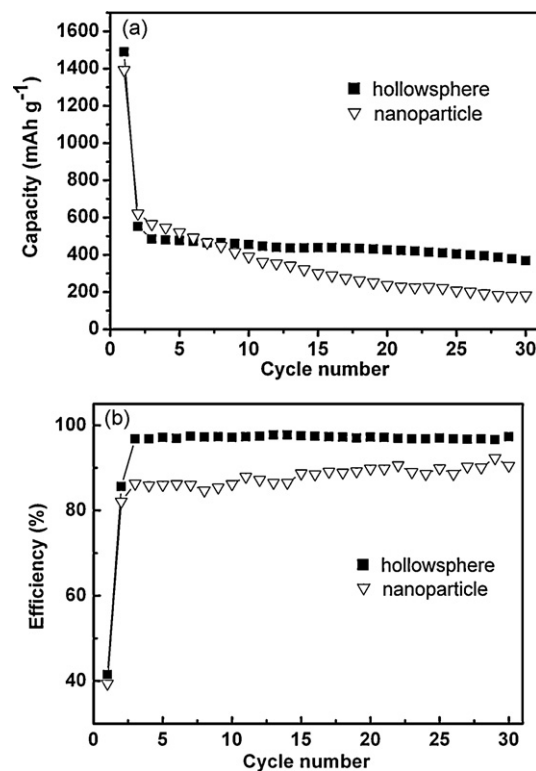 (a)
1600
1400
1200
1000
800
600
400
200
0
Capacity (mAh g⁻¹)
hollowsphere
nanoparticle
0 5 10 15 20 25 30
Cycle number
(b)
100
80
60
40
Efficiency (%)
hollowsphere
nanoparticle
0 5 10 15 20 25 30
Cycle number